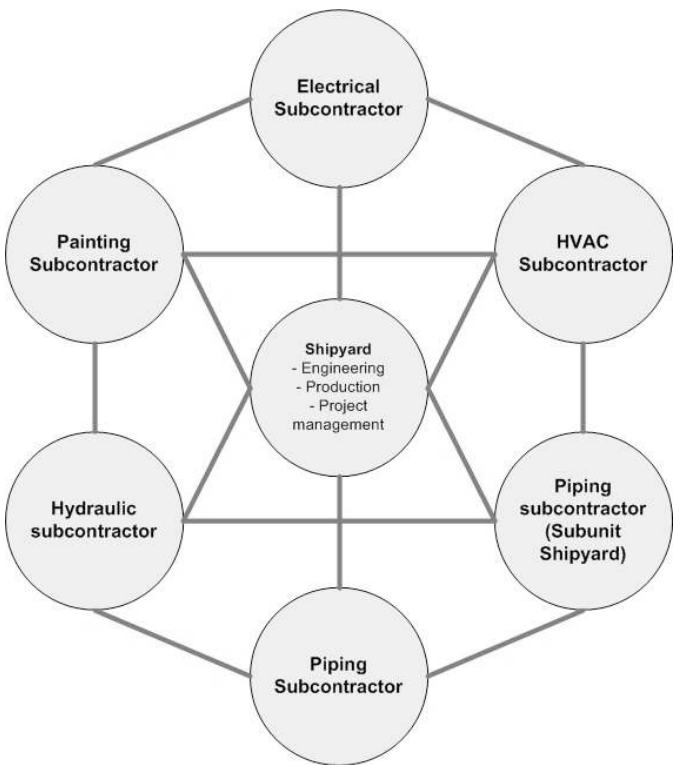 Electrical
Subcontractor
Painting
Subcontractor
HVAC
Subcontractor
Shipyard
- Engineering
- Production
- Project
management
Hydraulic
subcontractor
Piping
subcontractor
(Subunit
Shipyard)
Piping
Subcontractor